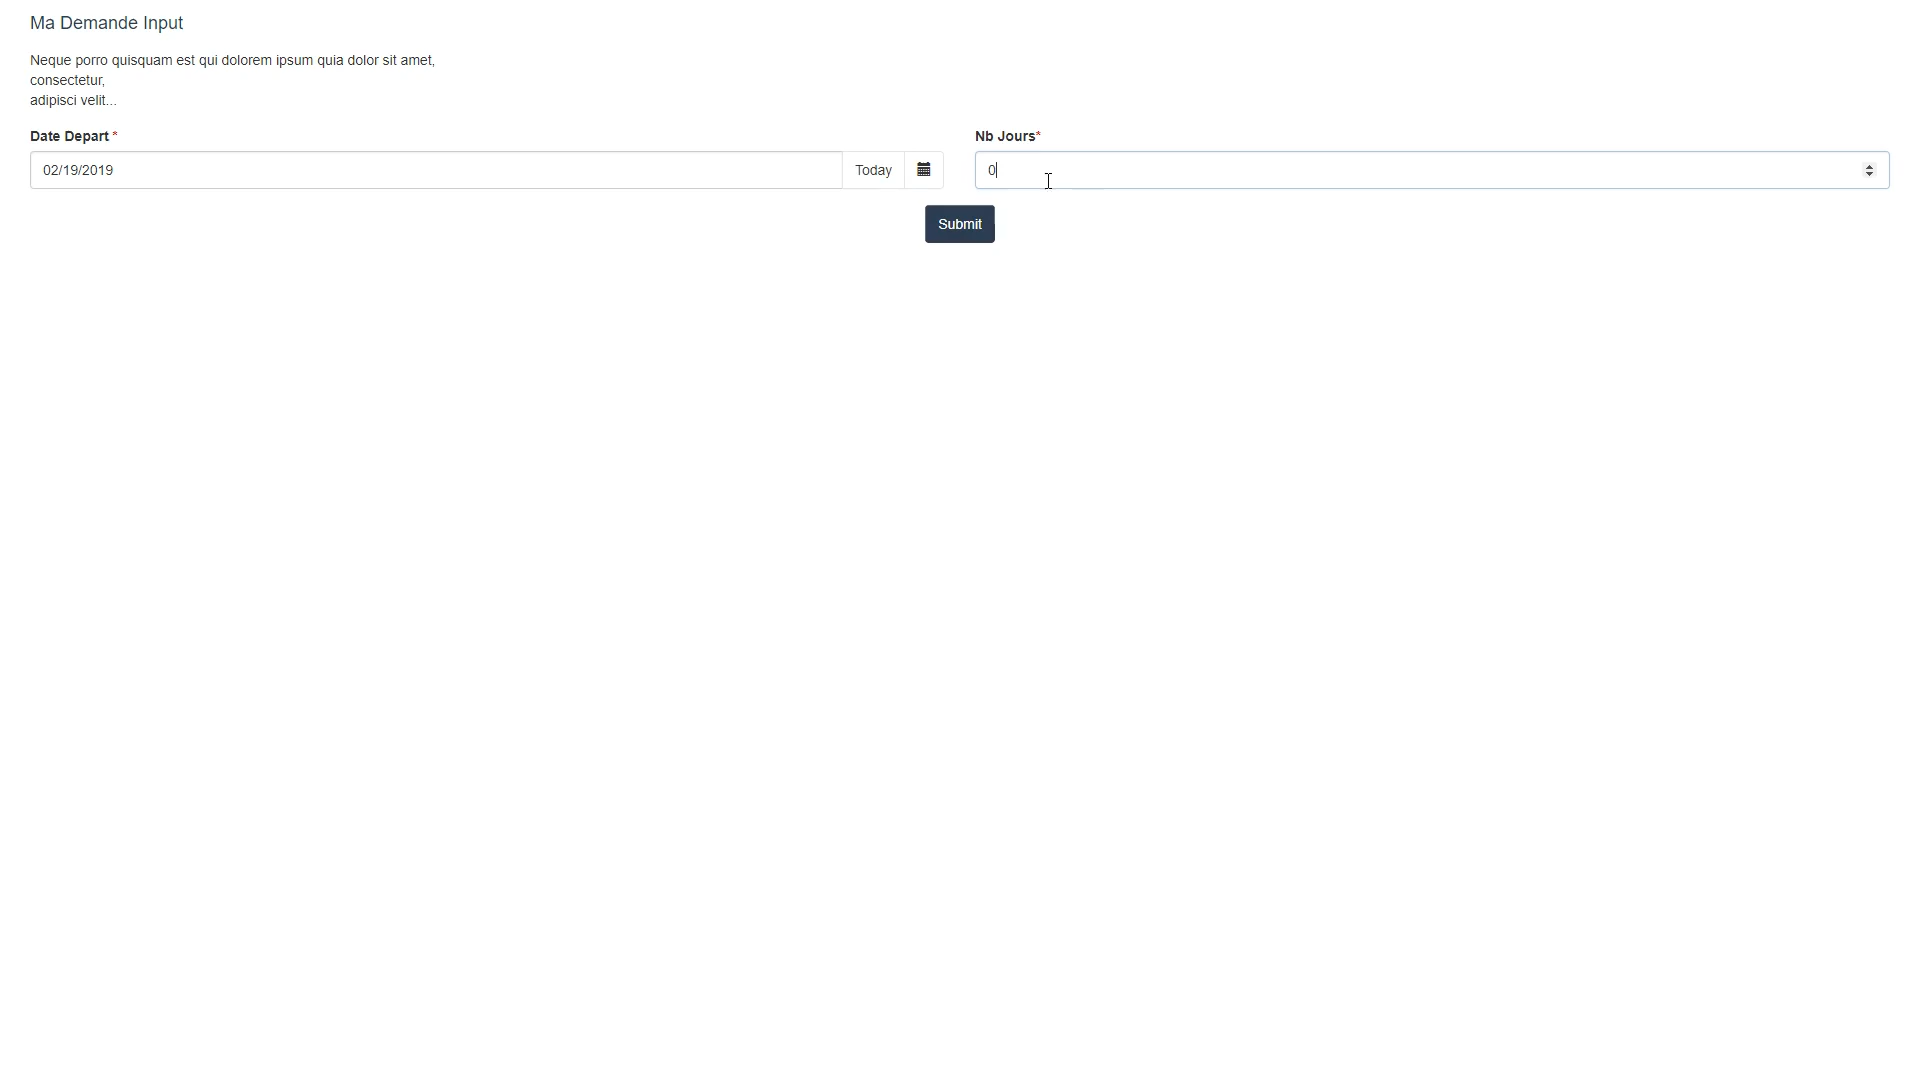 Ma Demande Input
Neque porro quisquam est qui dolorem ipsum quia dolor sit amet,
consectetur,
adipisci velit...
Date Depart *
Nb Jours*
02/19/2019 Today
0
Submit